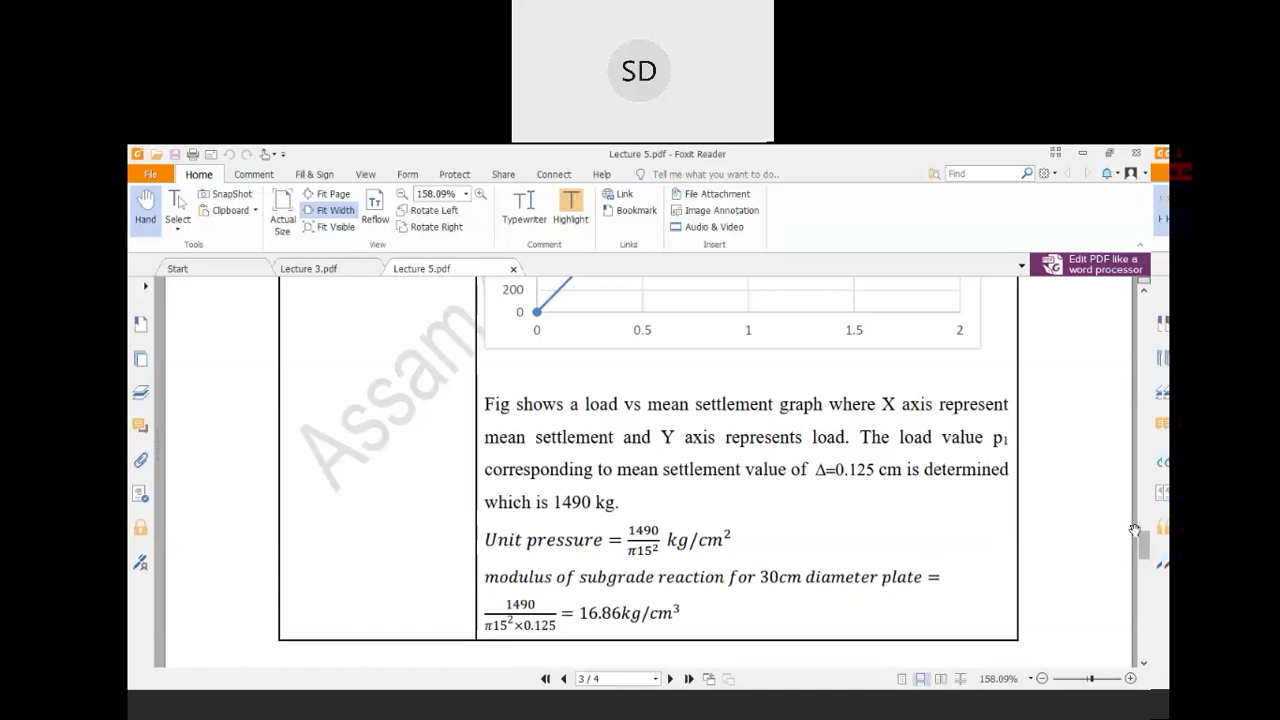 SD
Lecture 5.pdf - Foxit Reader
File Home Comment Fill & Sign View Form Protect Share Connect Help Tell me what you want to do.. Find
Hand
Select
SnapShot
Clipboard
Tools
Actual Size
Fit Page
Fit Width
Fit Visible
Reflow
158.09%
Rotate Left
Rotate Right
View
Typewriter
Highlight
Comment
Link
Bookmark
Links
File Attachment
Image Annotation
Audio & Video
Insert
Start
Lecture 3.pdf
Lecture 5.pdf
Edit PDF like a
word processor
200
0
0 0.5 1 1.5 2
Assam
Fig shows a load vs mean settlement graph where X axis represent
mean settlement and Y axis represents load. The load value p₁
corresponding to mean settlement value of Δ=0.125 cm is determined
which is 1490 kg.
Unit pressure = 1490/π15² kg/cm²
modulus of subgrade reaction for 30cm diameter plate =
1490/π15²×0.125 = 16.86kg/cm³
3 / 4
158.09%